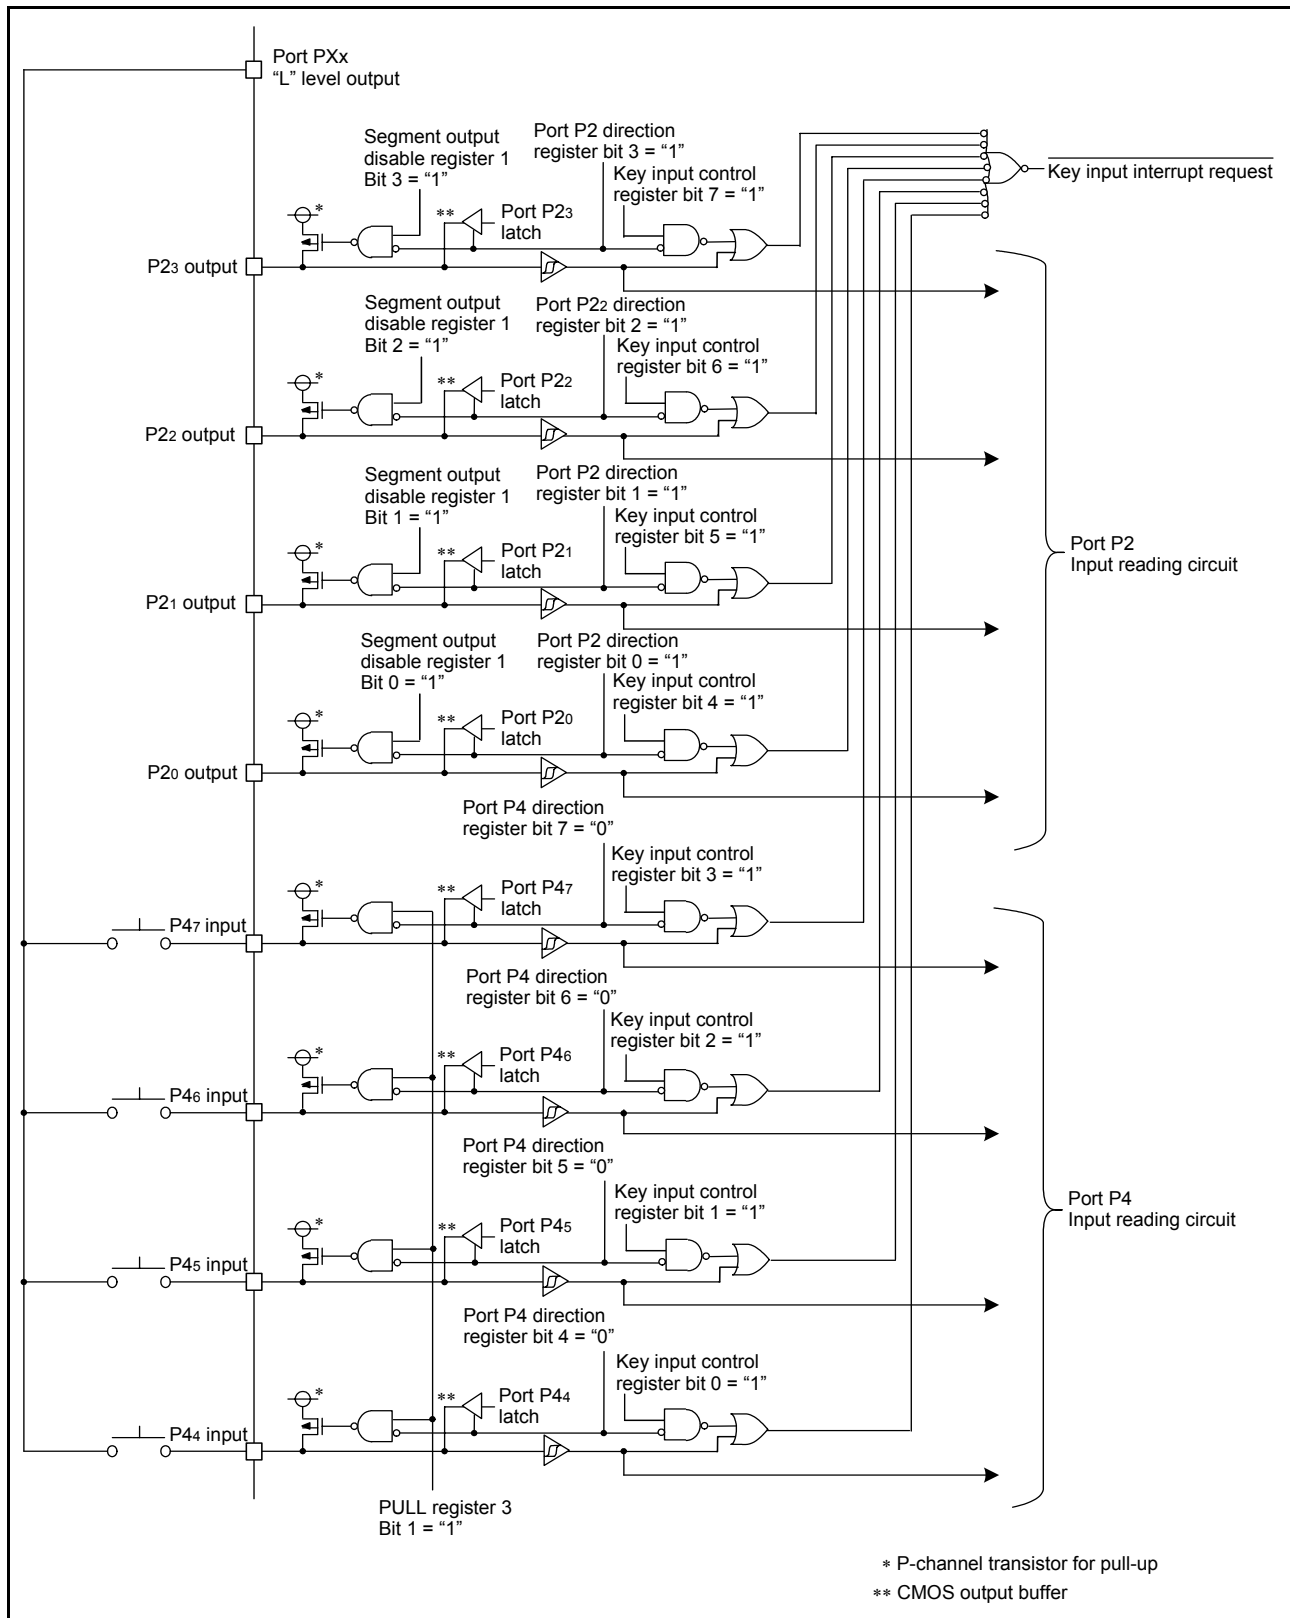 Port PXx
“L” level output
Segment output
disable register 1
Bit 3 = “1”
Port P2 direction
register bit 3 = “1”
Key input control
register bit 7 = “1”
Key input interrupt request
*
**
Port P23
latch
P23 output
Segment output
disable register 1
Bit 2 = “1”
Port P22 direction
register bit 2 = “1”
Key input control
register bit 6 = “1”
*
**
Port P22
latch
P22 output
Segment output
disable register 1
Bit 1 = “1”
Port P2 direction
register bit 1 = “1”
Key input control
register bit 5 = “1”
*
**
Port P21
latch
P21 output
Port P2
Input reading circuit
Segment output
disable register 1
Bit 0 = “1”
Port P2 direction
register bit 0 = “1”
Key input control
register bit 4 = “1”
*
**
Port P20
latch
P20 output
Port P4 direction
register bit 7 = “0”
Key input control
register bit 3 = “1”
*
**
Port P47
latch
P47 input
Port P4 direction
register bit 6 = “0”
Key input control
register bit 2 = “1”
*
**
Port P46
latch
P46 input
Port P4 direction
register bit 5 = “0”
Key input control
register bit 1 = “1”
Port P4
Input reading circuit
*
**
Port P45
latch
P45 input
Port P4 direction
register bit 4 = “0”
Key input control
register bit 0 = “1”
*
**
Port P44
latch
P44 input
PULL register 3
Bit 1 = “1”
* P-channel transistor for pull-up
** CMOS output buffer